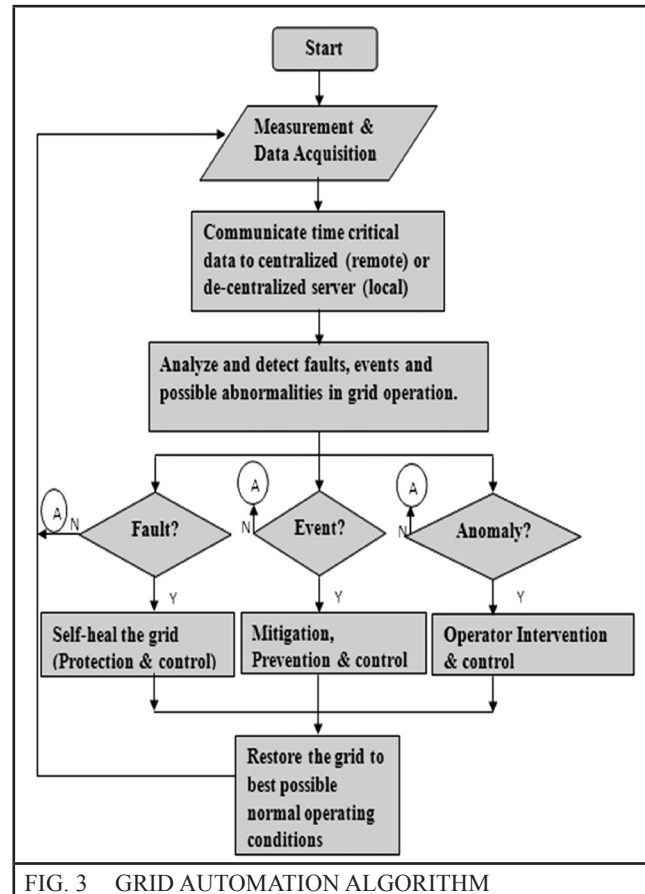 Start
Measurement &
Data Acquisition
Communicate time critical
data to centralized (remote) or
de-centralized server (local)
Analyze and detect faults, events and
possible abnormalities in grid operation.
A
A
A
Fault?
N
Event?
N
Anomaly?
N
Y
Y
Y
Self-heal the grid
(Protection & control)
Mitigation,
Prevention & control
Operator Intervention
& control
Restore the grid to
best possible
normal operating
conditions
FIG. 3 GRID AUTOMATION ALGORITHM